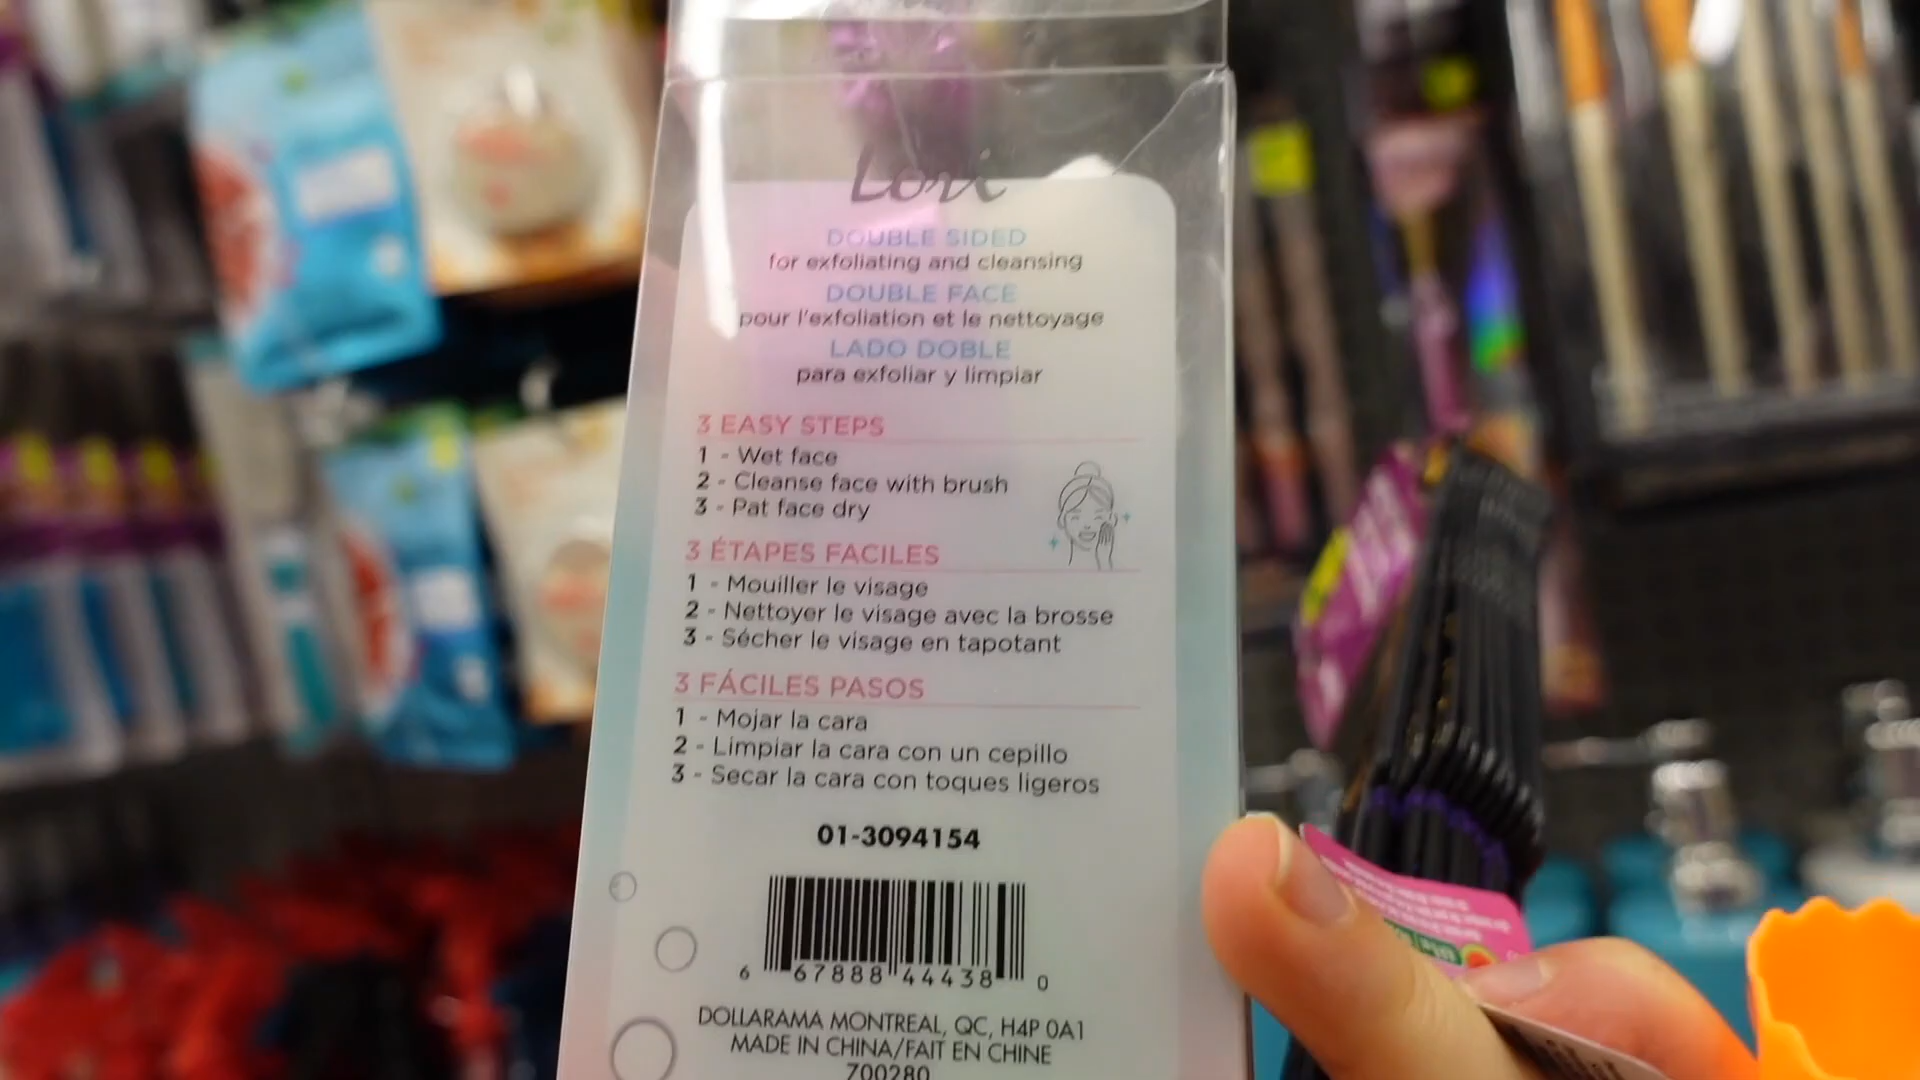 Lori
DOUBLE SIDED
for exfoliating and cleansing
DOUBLE FACE
pour l'exfoliation et le nettoyage
LADO DOBLE
para exfoliar y limpiar
3 EASY STEPS
1 - Wet face
2 - Cleanse face with brush
3 - Pat face dry
3 ÉTAPES FACILES
1 - Mouiller le visage
2 - Nettoyer le visage avec la brosse
3 - Sécher le visage en tapotant
3 FÁCILES PASOS
1 - Mojar la cara
2 - Limpiar la cara con un cepillo
3 - Secar la cara con toques ligeros
01-3094154
6 67888 44438 0
DOLLARAMA MONTREAL, QC, H4P 0A1
MADE IN CHINA/FAIT EN CHINE
700280